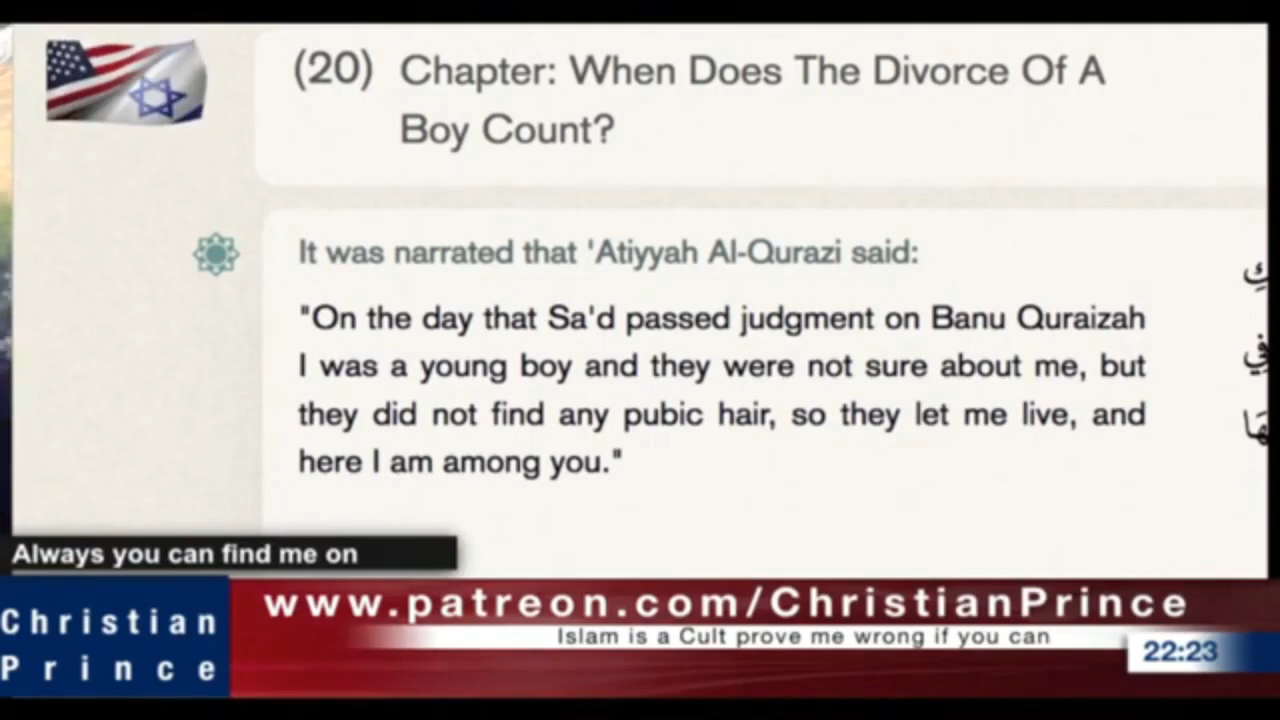 (20) Chapter: When Does The Divorce Of A
Boy Count?
It was narrated that 'Atiyyah Al-Qurazi said:
"On the day that Sa'd passed judgment on Banu Quraizah
I was a young boy and they were not sure about me, but
they did not find any pubic hair, so they let me live, and
here I am among you."
Always you can find me on
Christian
Prince
www.patreon.com/ChristianPrince
Islam is a Cult prove me wrong if you can
22:23